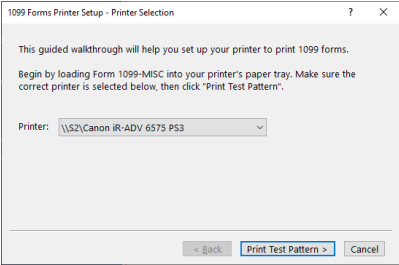 1099 Forms Printer Setup - Printer Selection
This guided walkthrough will help you set up your printer to print 1099 forms.
Begin by loading Form 1099-MISC into your printer's paper tray. Make sure the
correct printer is selected below, then click "Print Test Pattern".
Printer: \\S2\Canon iR-ADV 6575 PS3
< Back Print Test Pattern > Cancel